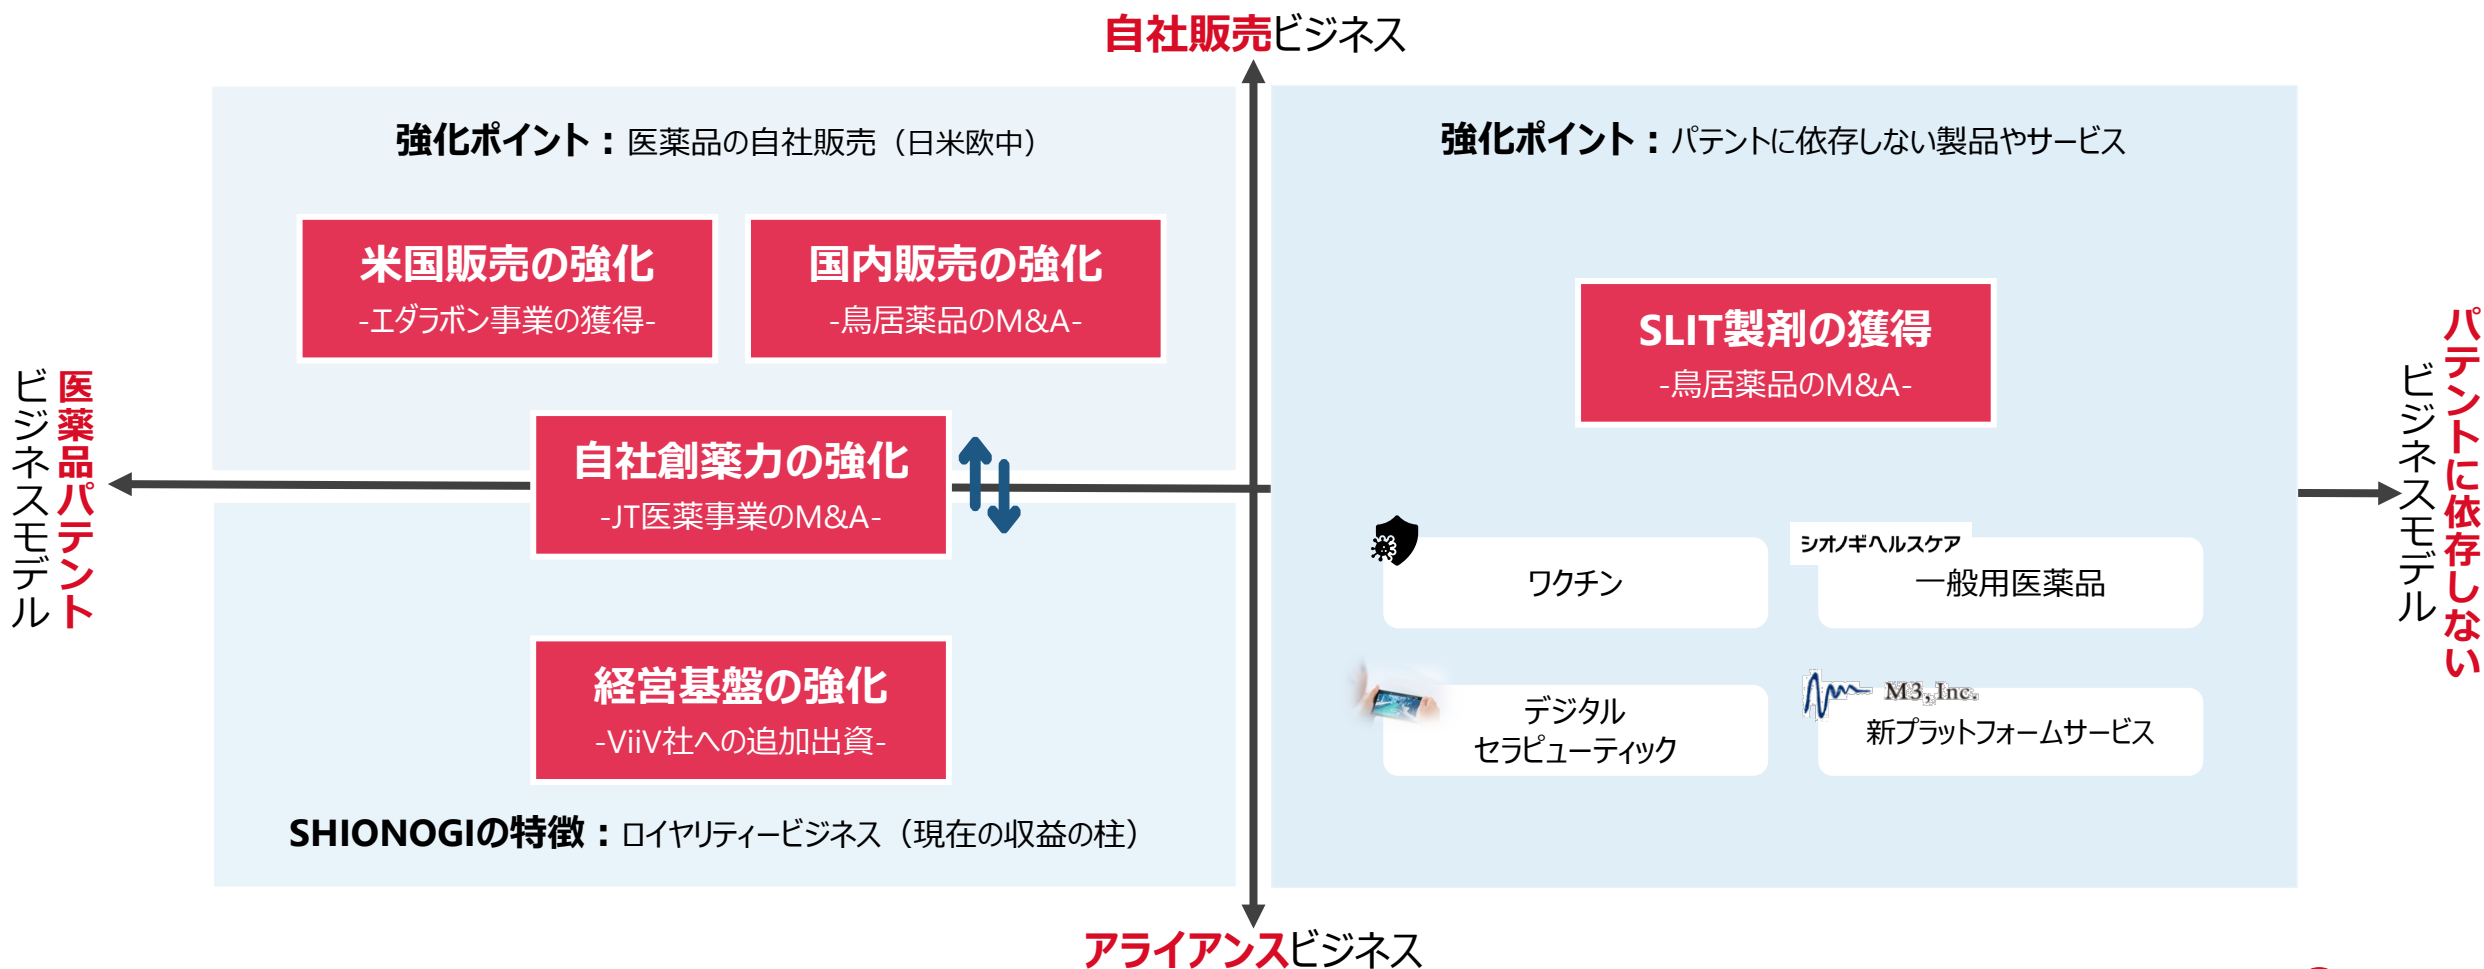 自社販売ビジネス
強化ポイント：医薬品の自社販売（日米欧中）
強化ポイント：パテントに依存しない製品やサービス
米国販売の強化
-エダラボン事業の獲得-
国内販売の強化
-鳥居薬品のM&A-
SLIT製剤の獲得
-鳥居薬品のM&A-
医薬品パテント
ビジネスモデル
自社創薬力の強化
-JT医薬事業のM&A-
パテントに依存しない
ビジネスモデル
ワクチン
シオノギヘルスケア
一般用医薬品
経営基盤の強化
-ViiV社への追加出資-
デジタル
セラピューティック
M3, Inc.
新プラットフォームサービス
SHIONOGIの特徴：ロイヤリティービジネス（現在の収益の柱）
アライアンスビジネス